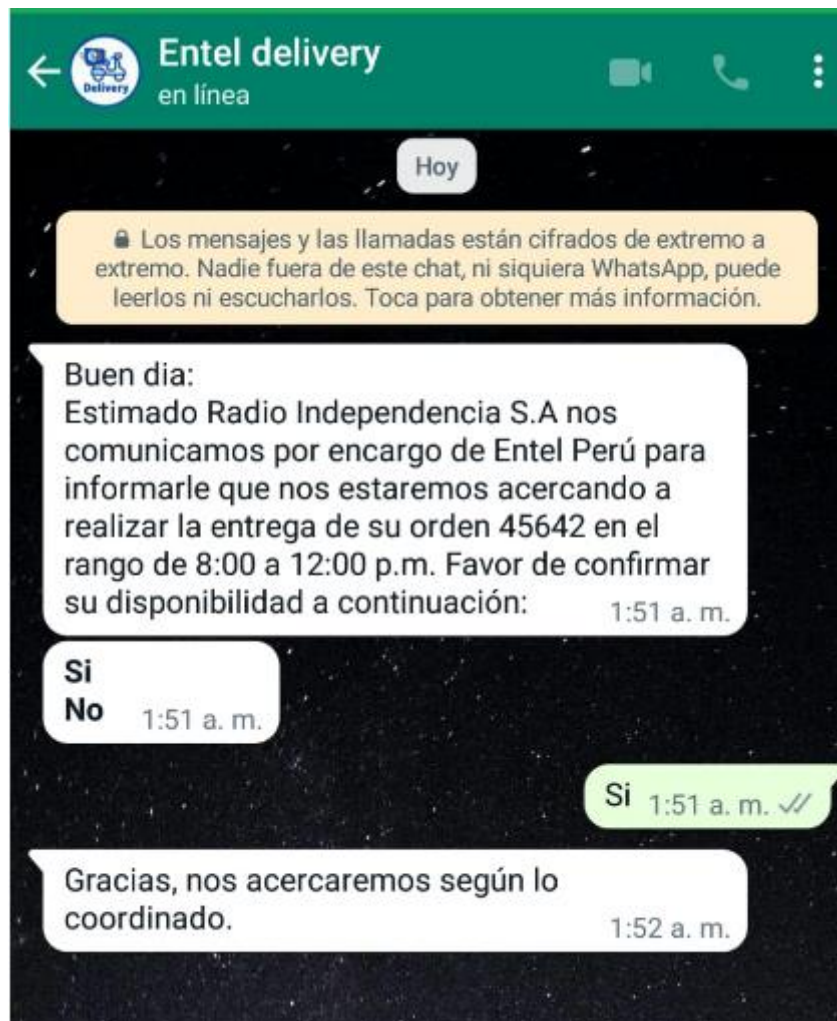 Entel delivery
en línea
Delivery
Hoy
Los mensajes y las llamadas están cifrados de extremo a
extremo. Nadie fuera de este chat, ni siquiera WhatsApp, puede
leerlos ni escucharlos. Toca para obtener más información.
Buen dia:
Estimado Radio Independencia S.A nos
comunicamos por encargo de Entel Perú para
informarle que nos estaremos acercando a
realizar la entrega de su orden 45642 en el
rango de 8:00 a 12:00 p.m. Favor de confirmar
su disponibilidad a continuación: 1:51 a. m.
Si
No 1:51 a. m.
Si 1:51 a. m.
Gracias, nos acercaremos según lo
coordinado. 1:52 a. m.